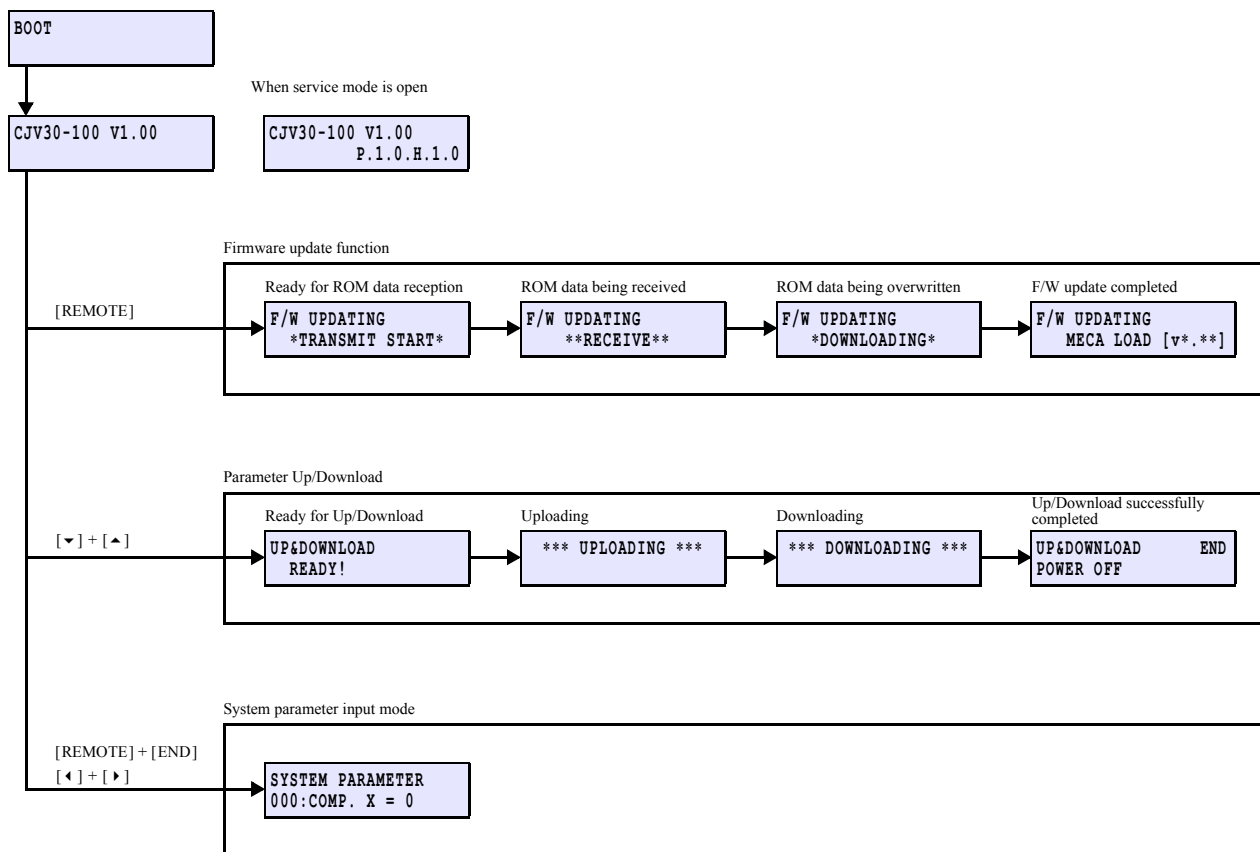 BOOT
When service mode is open
CJV30-100 V1.00
CJV30-100 V1.00
P.1.0.H.1.0
Firmware update function
[REMOTE]
Ready for ROM data reception
F/W UPDATING
*TRANSMIT START*
ROM data being received
F/W UPDATING
**RECEIVE**
ROM data being overwritten
F/W UPDATING
*DOWNLOADING*
F/W update completed
F/W UPDATING
MECA LOAD [v*.**]
Parameter Up/Download
[▼] + [▲]
Ready for Up/Download
UP&DOWNLOAD
READY!
Uploading
*** UPLOADING ***
Downloading
*** DOWNLOADING ***
Up/Download successfully
completed
UP&DOWNLOAD END
POWER OFF
System parameter input mode
[REMOTE] + [END]
[◀] + [▶]
SYSTEM PARAMETER
000:COMP. X = 0